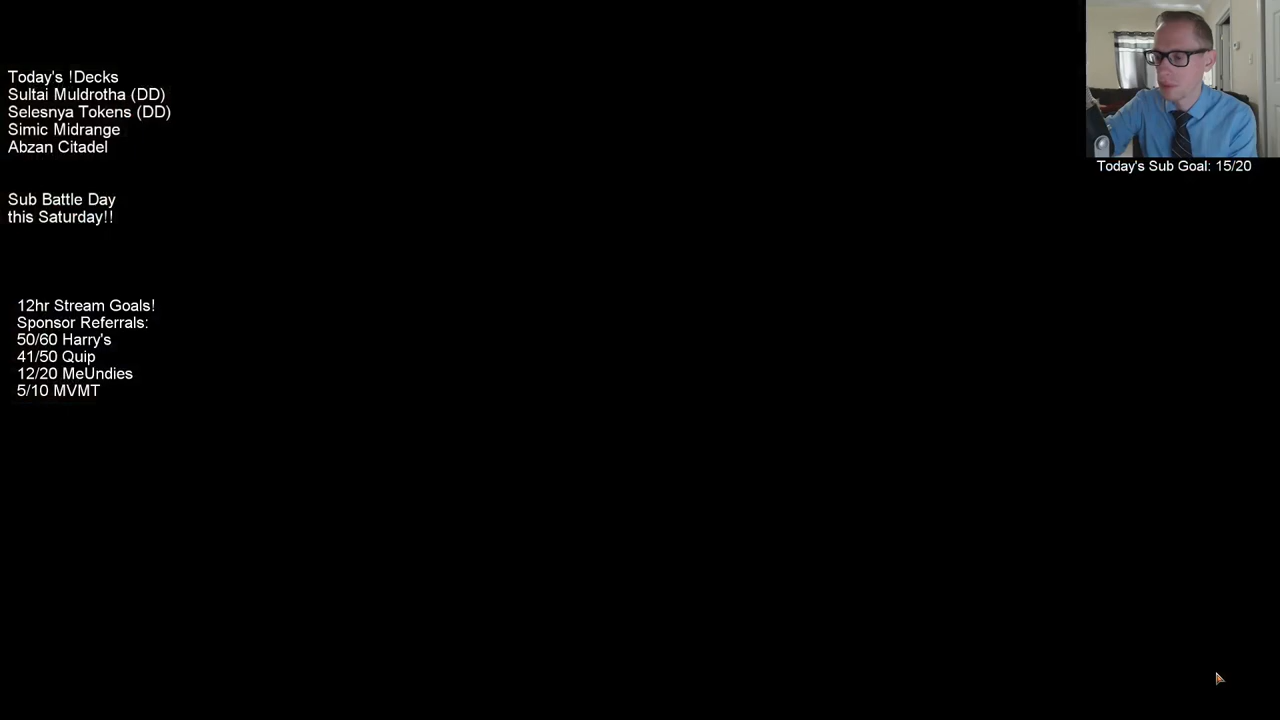 Today's !Decks
Sultai Muldrotha (DD)
Selesnya Tokens (DD)
Simic Midrange
Abzan Citadel
Sub Battle Day
this Saturday!!
12hr Stream Goals!
Sponsor Referrals:
50/60 Harry's
41/50 Quip
12/20 MeUndies
5/10 MVMT
Today's Sub Goal: 15/20